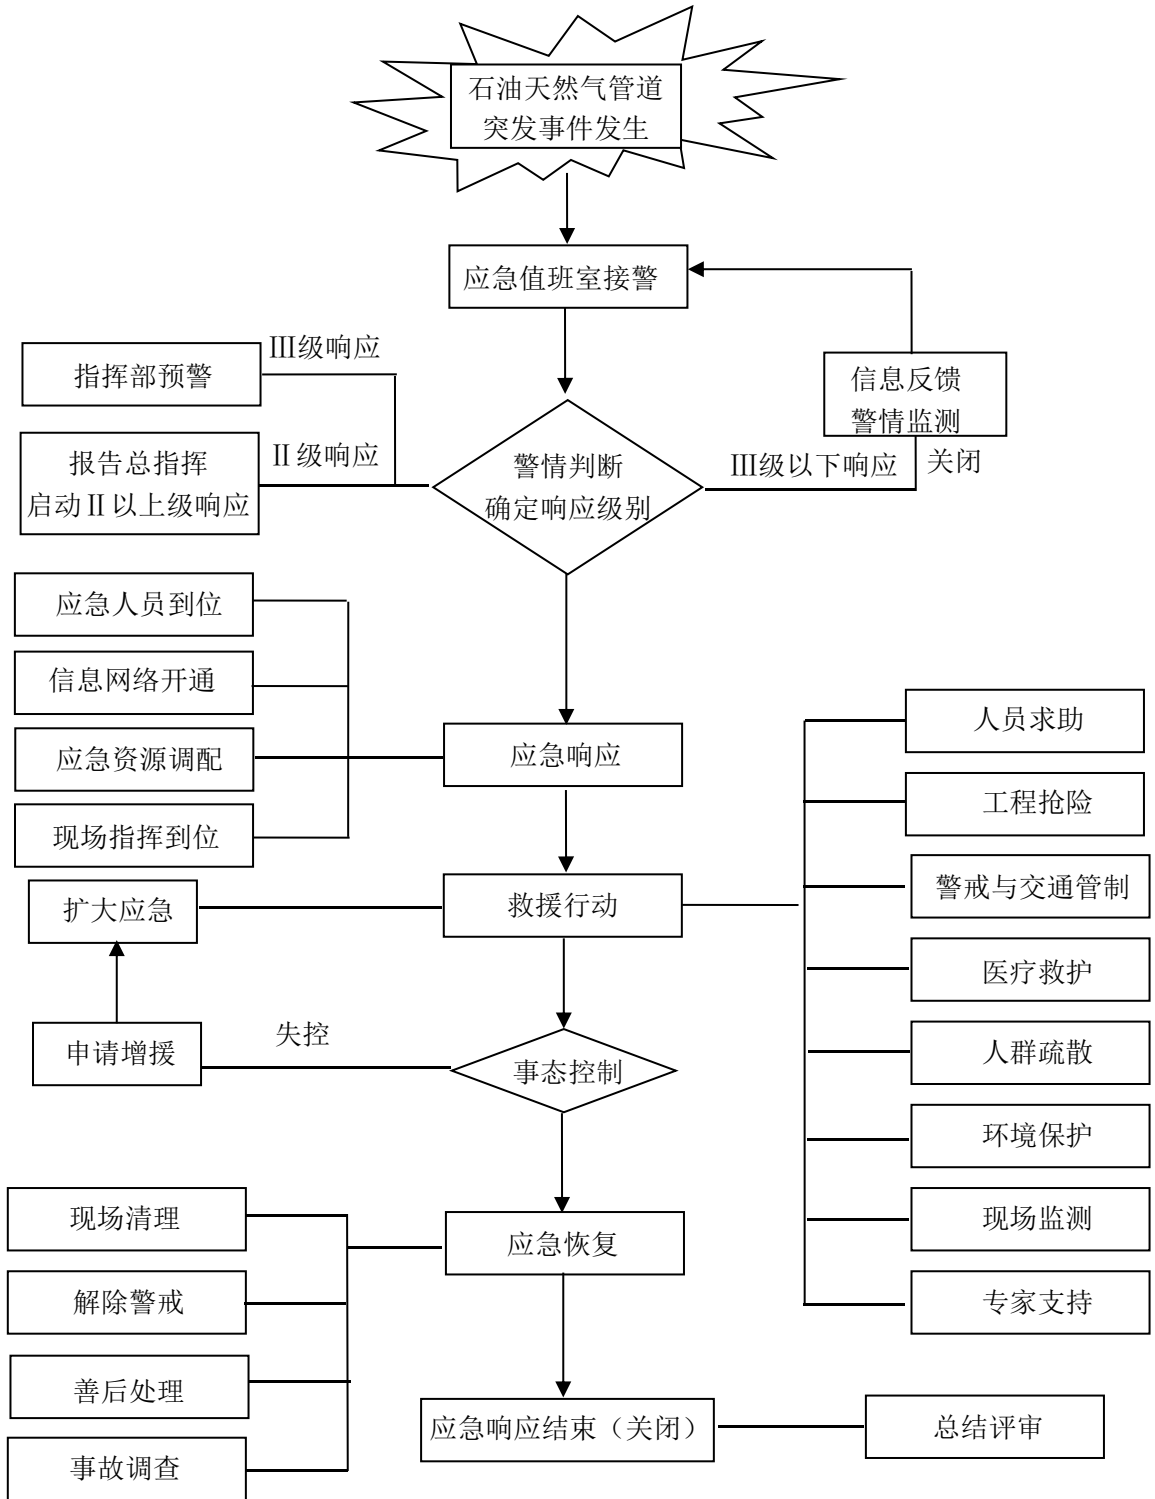 石油天然气管道
突发事件发生
应急值班室接警
Ⅲ级响应
指挥部预警
信息反馈
警情监测
报告总指挥
启动Ⅱ以上级响应
Ⅱ级响应
警情判断
确定响应级别
Ⅲ级以下响应
关闭
应急人员到位
信息网络开通
应急资源调配
现场指挥到位
应急响应
人员求助
工程抢险
警戒与交通管制
医疗救护
人群疏散
环境保护
现场监测
专家支持
扩大应急
救援行动
申请增援
失控
事态控制
现场清理
解除警戒
善后处理
事故调查
应急恢复
应急响应结束（关闭）
总结评审